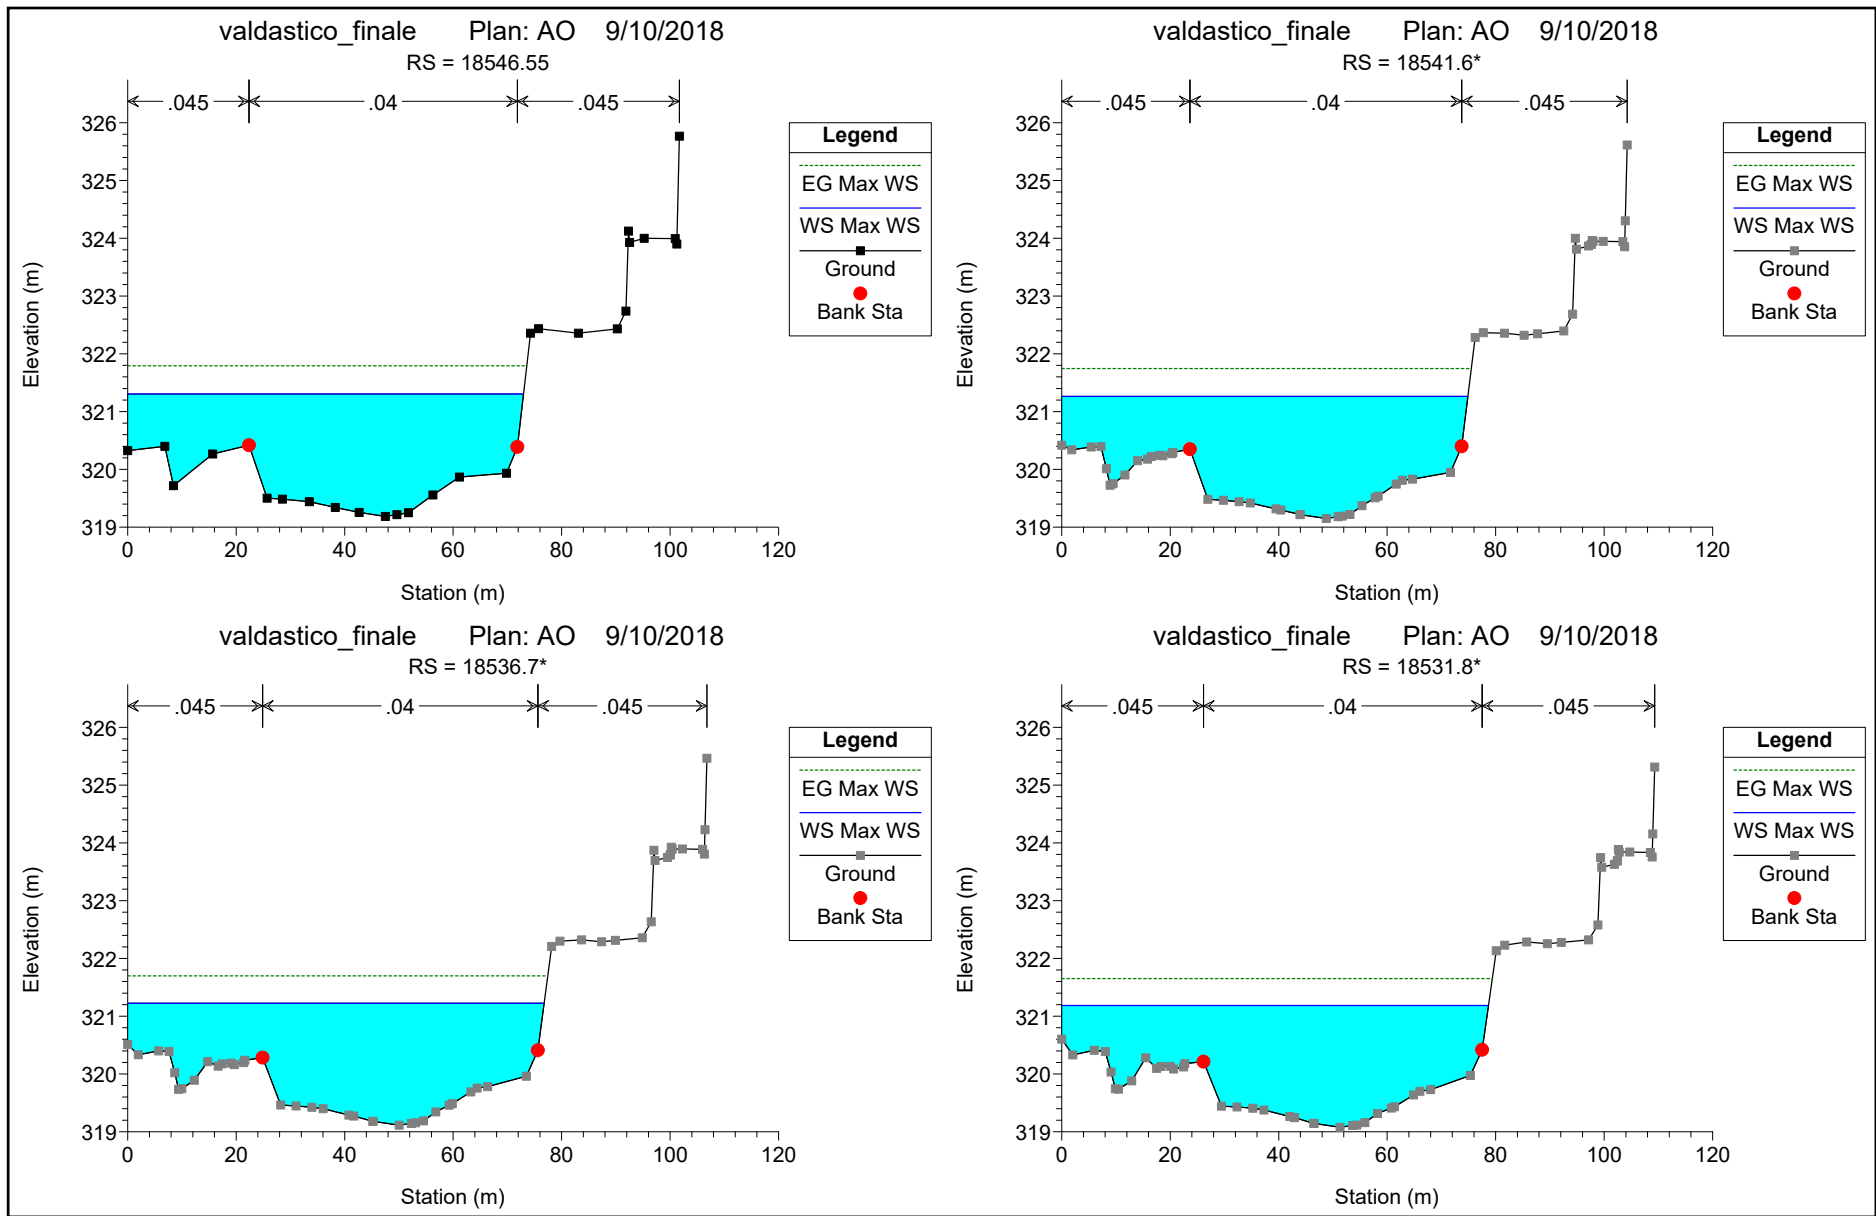 valdastico_finale Plan: AO 9/10/2018
RS = 18546.55
.045 .04 .045
326
325
324
323
322
321
320
319
Elevation (m)
0 20 40 60 80 100 120
Station (m)
Legend
EG Max WS
WS Max WS
Ground
Bank Sta
valdastico_finale Plan: AO 9/10/2018
RS = 18541.6*
.045 .04 .045
326
325
324
323
322
321
320
319
Elevation (m)
0 20 40 60 80 100 120
Station (m)
Legend
EG Max WS
WS Max WS
Ground
Bank Sta
valdastico_finale Plan: AO 9/10/2018
RS = 18536.7*
.045 .04 .045
326
325
324
323
322
321
320
319
Elevation (m)
0 20 40 60 80 100 120
Station (m)
Legend
EG Max WS
WS Max WS
Ground
Bank Sta
valdastico_finale Plan: AO 9/10/2018
RS = 18531.8*
.045 .04 .045
326
325
324
323
322
321
320
319
Elevation (m)
0 20 40 60 80 100 120
Station (m)
Legend
EG Max WS
WS Max WS
Ground
Bank Sta